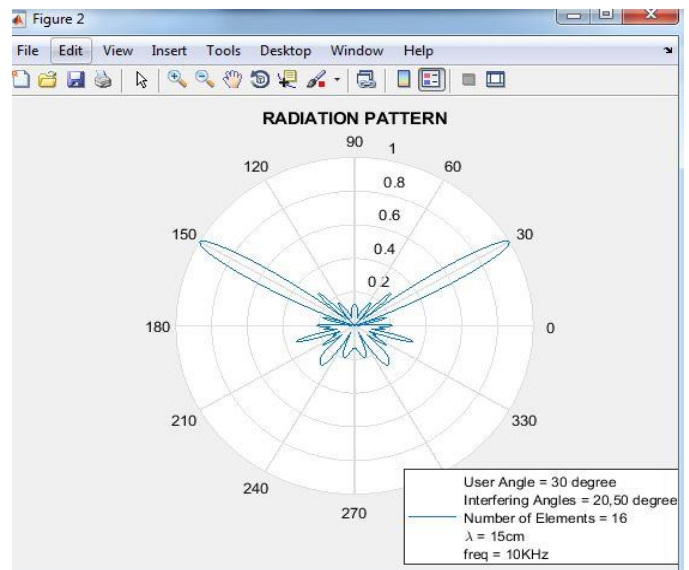 Figure 2
File Edit View Insert Tools Desktop Window Help
RADIATION PATTERN
90
1
120
60
0.8
0.6
150
30
0.4
0.2
180
0
210
330
240
270
User Angle = 30 degree
Interfering Angles = 20,50 degree
Number of Elements = 16
λ = 15cm
freq = 10KHz